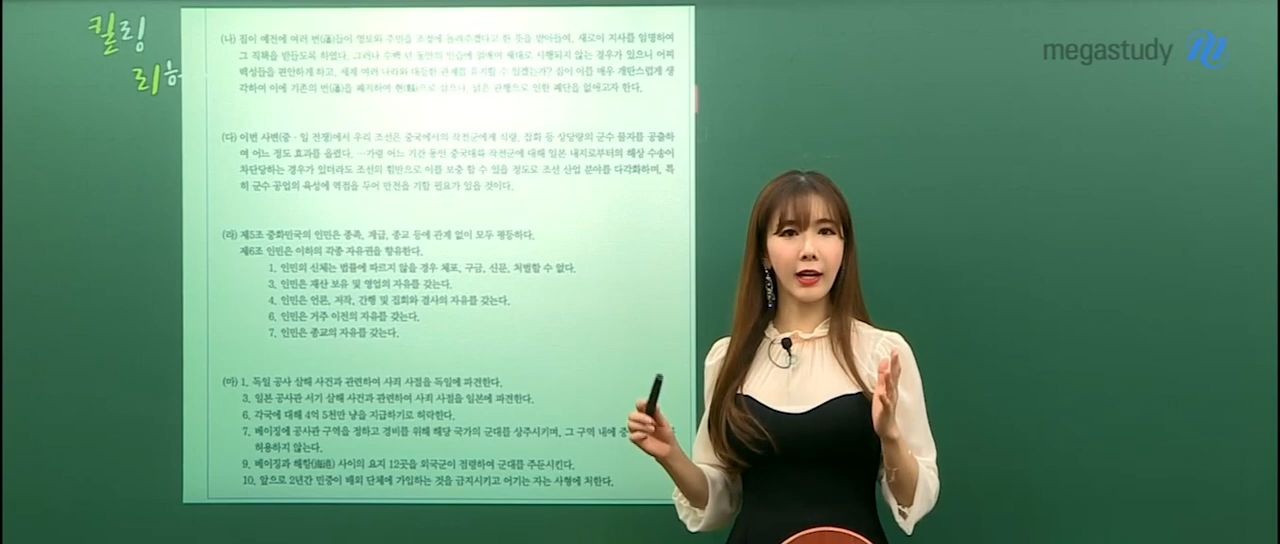 킬링
리허
megastudy
(나) 짐이 예전에 여러 번(藩)들이 영토와 주민을 조정에 돌려주겠다고 한 뜻을 받아들여, 새로이 지사를 임명하여
그 직책을 받들도록 하였다. 그러나 수백 년 동안의 인습에 얽매여 제대로 시행되지 않는 경우가 있으니 어찌
백성들을 편안하게 하고, 세계 여러 나라와 대등한 관계를 유지할 수 있겠는가? 짐이 이를 매우 개탄스럽게 생
각하여 이에 기존의 번(藩)을 폐지하여 현(縣)으로 삼으니, 낡은 관행으로 인한 폐단을 없애고자 한다.
(다) 이번 사변(중·일 전쟁)에서 우리 조선은 중국에서의 작전군에게 식량, 잡화 등 상당량의 군수 물자를 공출하
여 어느 정도 효과를 올렸다. …가령 어느 기간 동안 중국대륙 작전군에 대해 일본 내지로부터의 해상 수송이
차단당하는 경우가 있더라도 조선의 힘만으로 이를 보충 할 수 있을 정도로 조선 산업 분야를 다각화하며, 특
히 군수 공업의 육성에 역점을 두어 만전을 기할 필요가 있을 것이다.
(라) 제5조 중화민국의 인민은 종족, 계급, 종교 등에 관계 없이 모두 평등하다.
제6조 인민은 이하의 각종 자유권을 향유한다.
1. 인민의 신체는 법률에 따르지 않을 경우 체포, 구금, 신문, 처벌할 수 없다.
3. 인민은 재산 보유 및 영업의 자유를 갖는다.
4. 인민은 언론, 저작, 간행 및 집회와 결사의 자유를 갖는다.
6. 인민은 거주 이전의 자유를 갖는다.
7. 인민은 종교의 자유를 갖는다.
(마) 1. 독일 공사 살해 사건과 관련하여 사죄 사절을 독일에 파견한다.
3. 일본 공사관 서기 살해 사건과 관련하여 사죄 사절을 일본에 파견한다.
6. 각국에 대해 4억 5천만 냥을 지급하기로 허락한다.
7. 베이징에 공사관 구역을 정하고 경비를 위해 해당 국가의 군대를 상주시키며, 그 구역 내에
허용하지 않는다.
9. 베이징과 해항(海港) 사이의 요지 12곳을 외국군이 점령하여 군대를 주둔시킨다.
10. 앞으로 2년간 민중이 배외 단체에 가입하는 것을 금지시키고 어기는 자는 사형에 처한다.